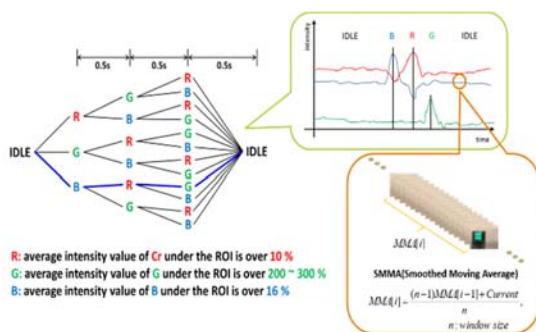 0.5s 0.5s 0.5s
R
B
G
R
R
B
G
G
IDLE
G
R
B
IDLE
B
R
G
B
R
G
B
G
R
B
intensity
IDLE B R G IDLE
time
MMA[i]
SMMA(Smoothed Moving Average)
MMA[i]=
(n-1)MMA[i-1]+Current
n
,
n: window size
R: average intensity value of Cr under the ROI is over 10 %
G: average intensity value of G under the ROI is over 200 ~ 300 %
B: average intensity value of B under the ROI is over 16 %